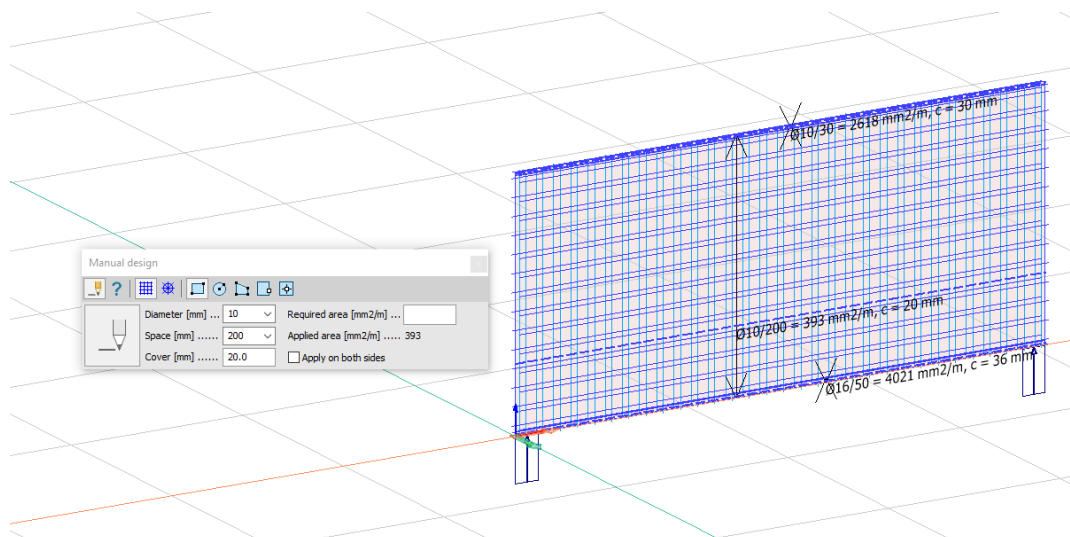 Ø10/30 = 2618 mm2/m, c = 30 mm
Manual design
?
Diameter [mm] ... 10 Required area [mm2/m] ...
Space [mm] ...... 200 Applied area [mm2/m] ..... 393
Cover [mm] ...... 20.0 Apply on both sides
Ø10/200 = 393 mm2/m, c = 20 mm
Ø16/50 = 4021 mm2/m, c = 36 mm